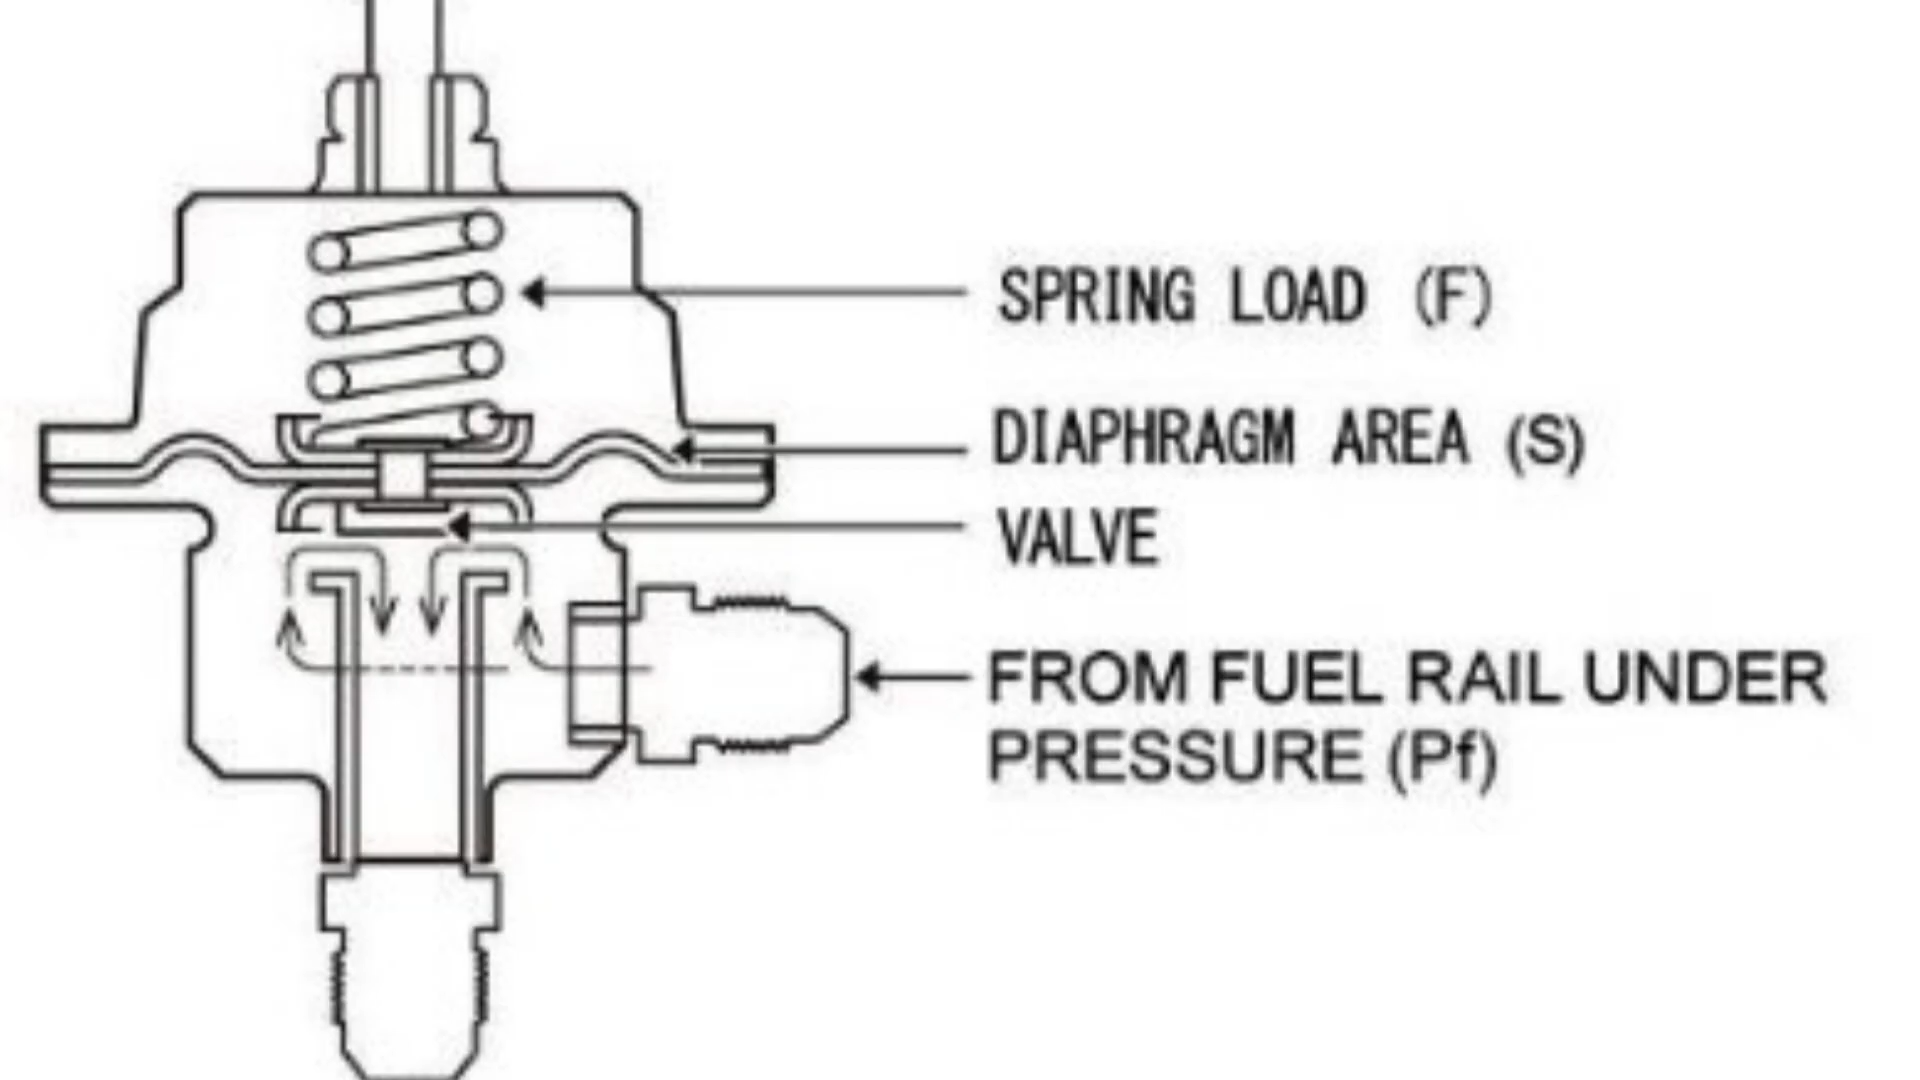 SPRING LOAD (F)
DIAPHRAGM AREA (S)
VALVE
FROM FUEL RAIL UNDER
PRESSURE (Pf)